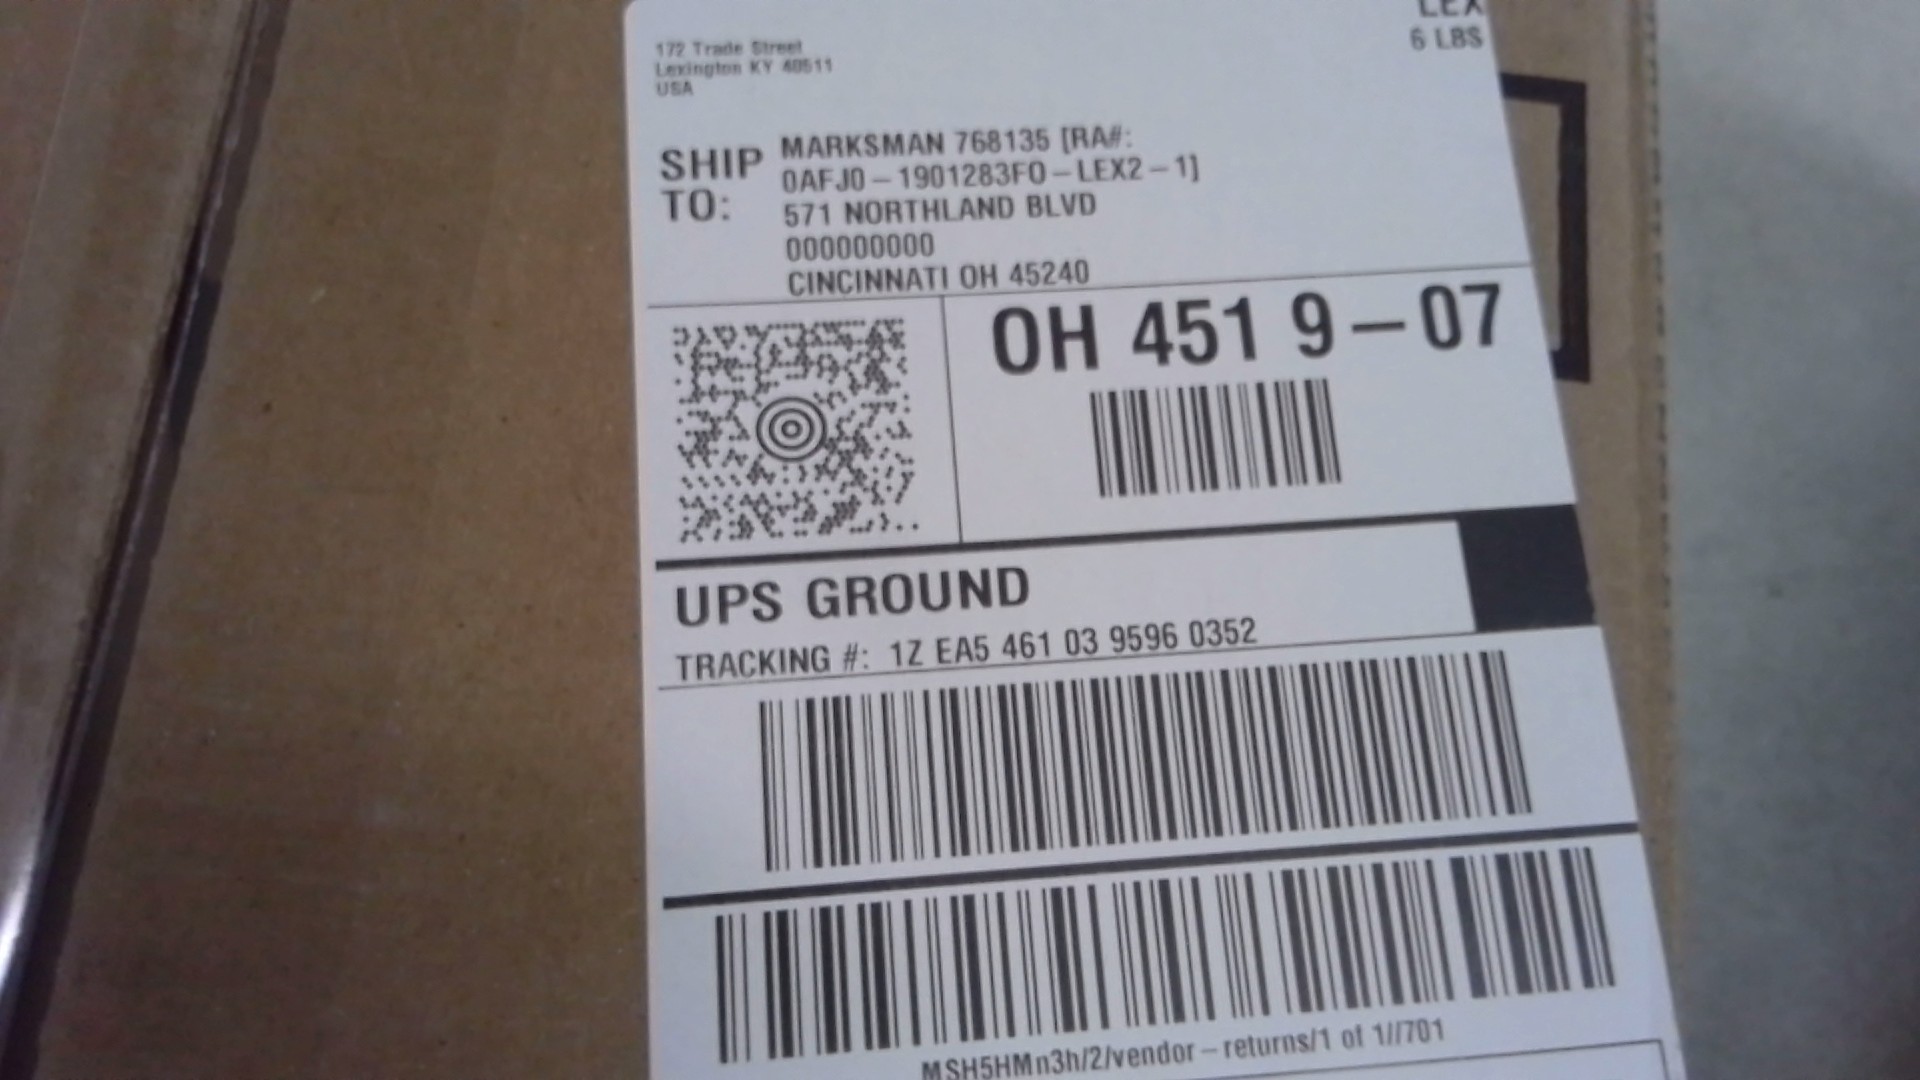 LEX
6 LBS
172 Trade Street
Lexington KY 40511
USA
SHIP TO:
MARKSMAN 768135 [RA#:
0AFJ0-1901283FO-LEX2-1]
571 NORTHLAND BLVD
000000000
CINCINNATI OH 45240
OH 451 9-07
UPS GROUND
TRACKING #: 1Z EA5 461 03 9596 0352
MSH5HMn3h/2/vendor-returns/1 of 1//701